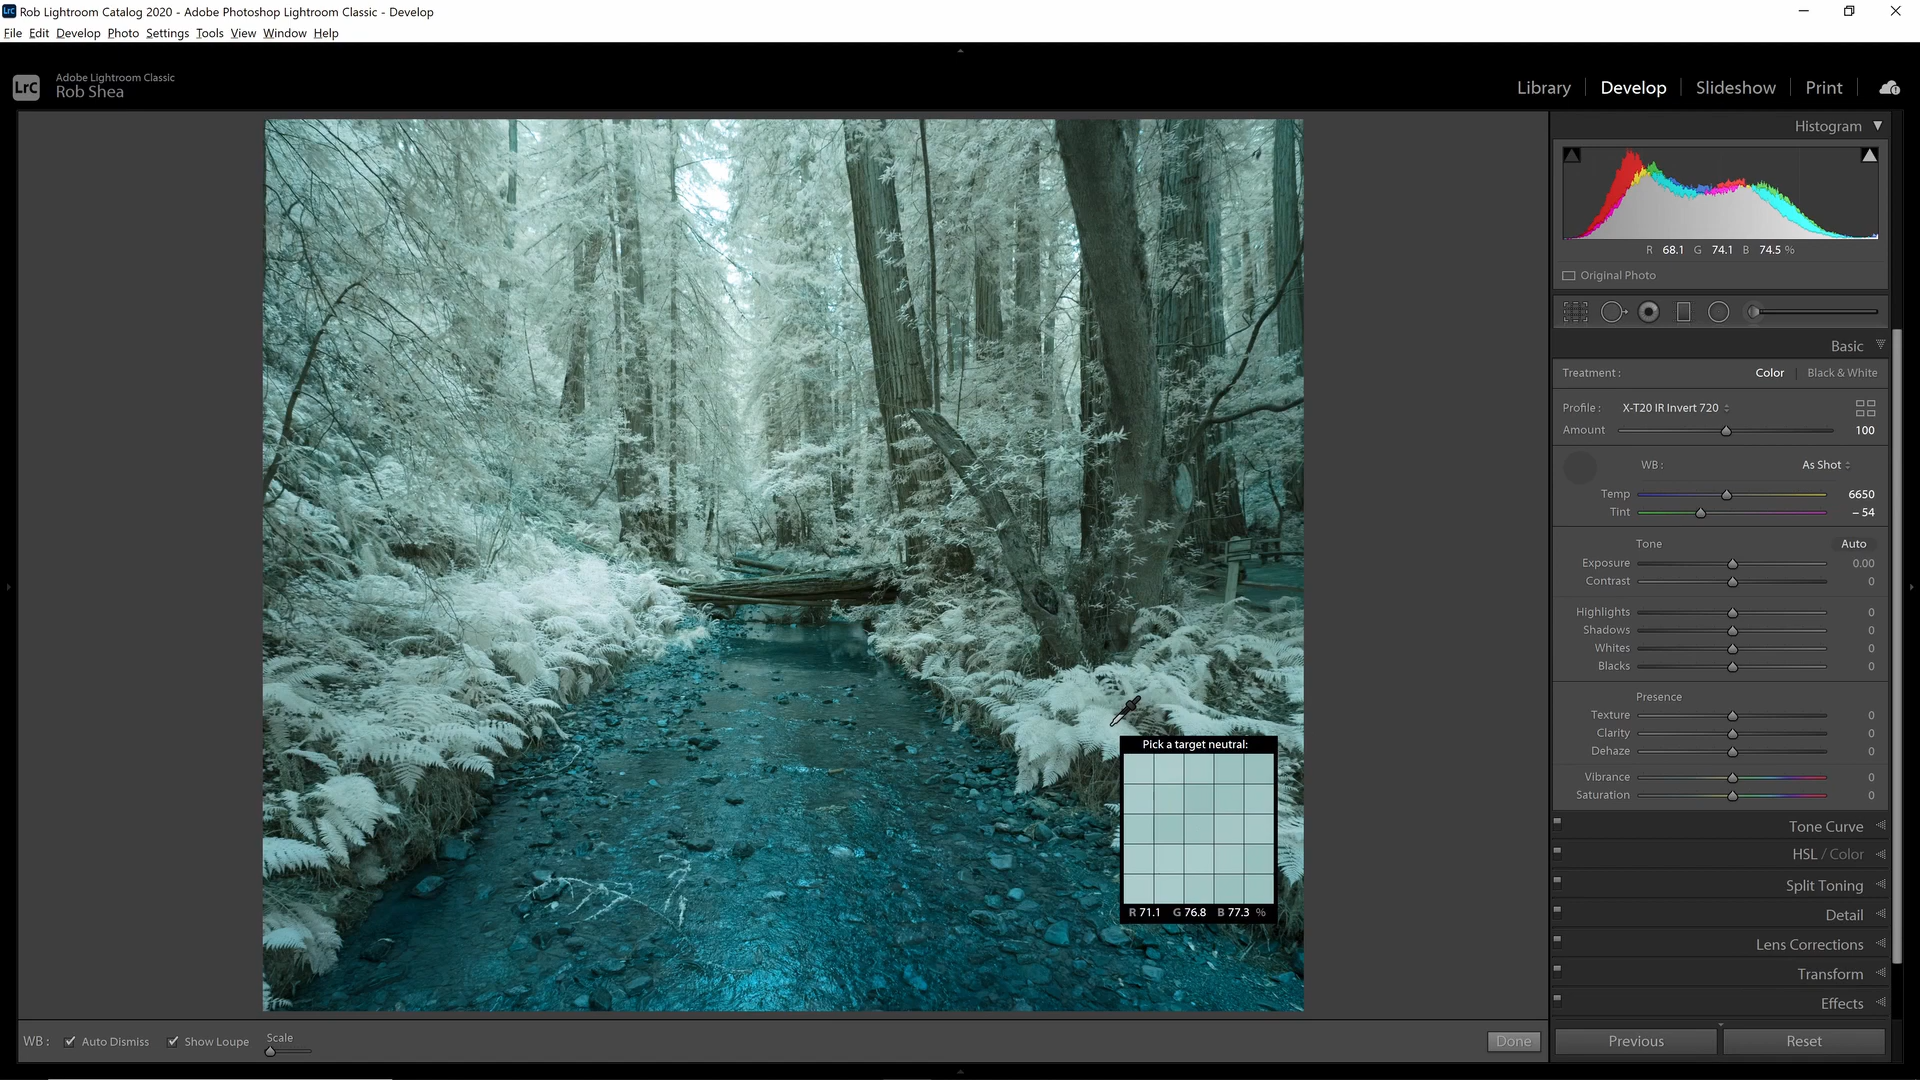 Rob Lightroom Catalog 2020 - Adobe Photoshop Lightroom Classic - Develop
File Edit Develop Photo Settings Tools View Window Help
LrC
Adobe Lightroom Classic
Rob Shea
Library Develop Slideshow Print
Histogram
R 68.1 G 74.1 B 74.5 %
Original Photo
Basic
Treatment : Color Black & White
Profile : X-T20 IR Invert 720
Amount 100
WB : As Shot
Temp 6650
Tint – 54
Tone Auto
Exposure 0.00
Contrast 0
Highlights 0
Shadows 0
Whites 0
Blacks 0
Presence
Texture 0
Clarity 0
Dehaze 0
Vibrance 0
Saturation 0
Tone Curve
HSL / Color
Split Toning
Detail
Lens Corrections
Transform
Effects
Pick a target neutral:
R 71.1 G 76.8 B 77.3 %
WB : Auto Dismiss Show Loupe Scale
Done
Previous Reset